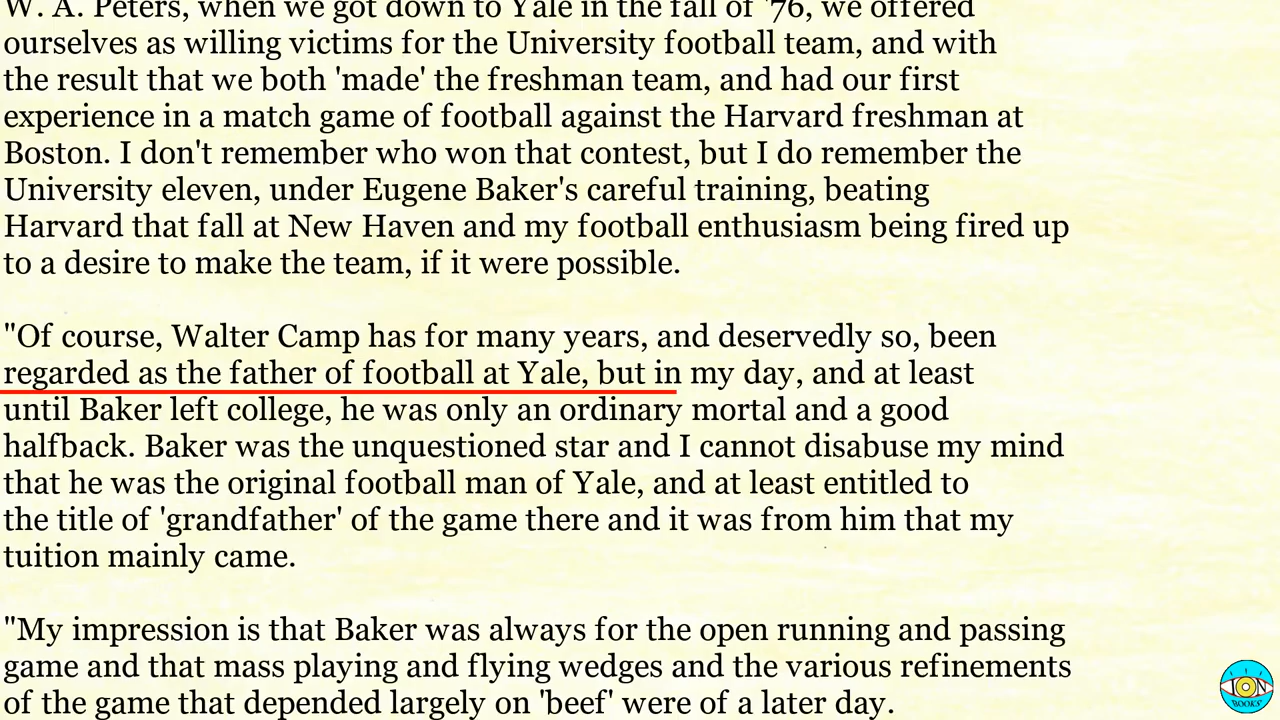 W. A. Peters, when we got down to Yale in the fall of '76, we offered
ourselves as willing victims for the University football team, and with
the result that we both 'made' the freshman team, and had our first
experience in a match game of football against the Harvard freshman at
Boston. I don't remember who won that contest, but I do remember the
University eleven, under Eugene Baker's careful training, beating
Harvard that fall at New Haven and my football enthusiasm being fired up
to a desire to make the team, if it were possible.

"Of course, Walter Camp has for many years, and deservedly so, been
regarded as the father of football at Yale, but in my day, and at least
until Baker left college, he was only an ordinary mortal and a good
halfback. Baker was the unquestioned star and I cannot disabuse my mind
that he was the original football man of Yale, and at least entitled to
the title of 'grandfather' of the game there and it was from him that my
tuition mainly came.

"My impression is that Baker was always for the open running and passing
game and that mass playing and flying wedges and the various refinements
of the game that depended largely on 'beef' were of a later day.
ION
BOOKS